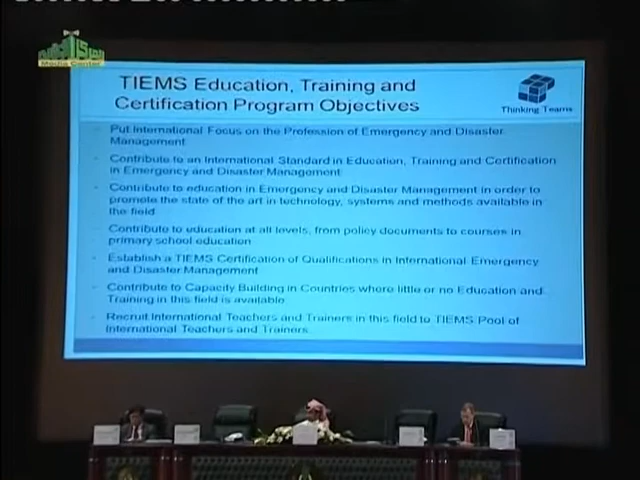 Media Center
TIEMS Education, Training and
Certification Program Objectives
Thinking Teams
Put International Focus on the Profession of Emergency and Disaster
Management
Contribute to an International Standard in Education, Training and Certification
in Emergency and Disaster Management
Contribute to education in Emergency and Disaster Management in order to
promote the state of the art in technology, systems and methods available in
the field
Contribute to education at all levels, from policy documents to courses in
primary school education
Establish a TIEMS Certification of Qualifications in International Emergency
and Disaster Management
Contribute to Capacity Building in Countries where little or no Education and
Training in this field is available
Recruit International Teachers and Trainers in this field to TIEMS Pool of
International Teachers and Trainers